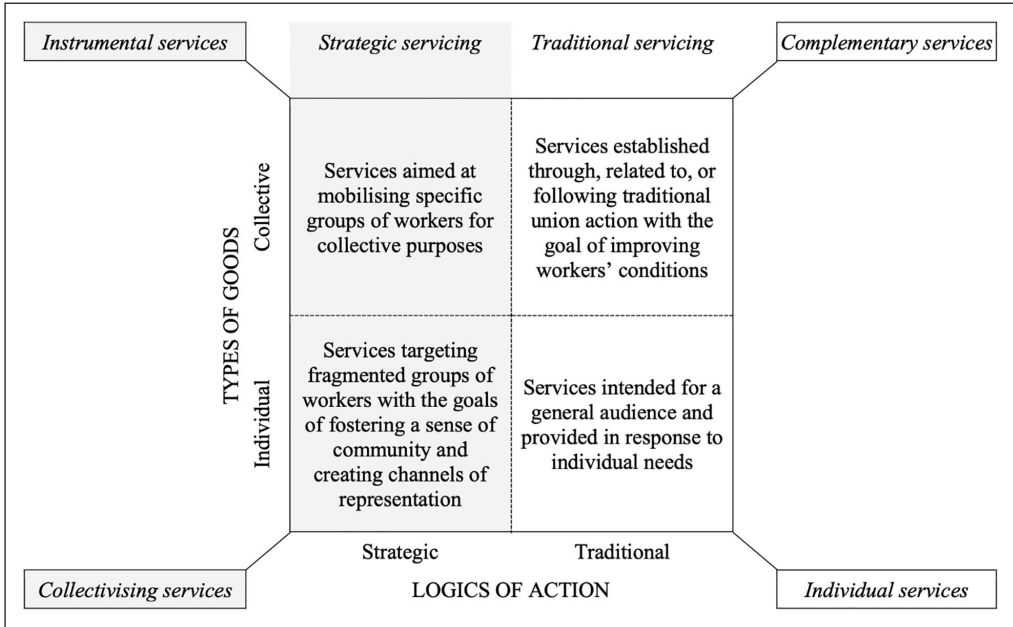 Instrumental services
Strategic servicing
Traditional servicing
Complementary services
TYPES OF GOODS
Collective
Services aimed at
mobilising specific
groups of workers for
collective purposes
Services established
through, related to, or
following traditional
union action with the
goal of improving
workers’ conditions
Individual
Services targeting
fragmented groups of
workers with the goals
of fostering a sense of
community and
creating channels of
representation
Services intended for a
general audience and
provided in response to
individual needs
Strategic
Traditional
Collectivising services
LOGICS OF ACTION
Individual services